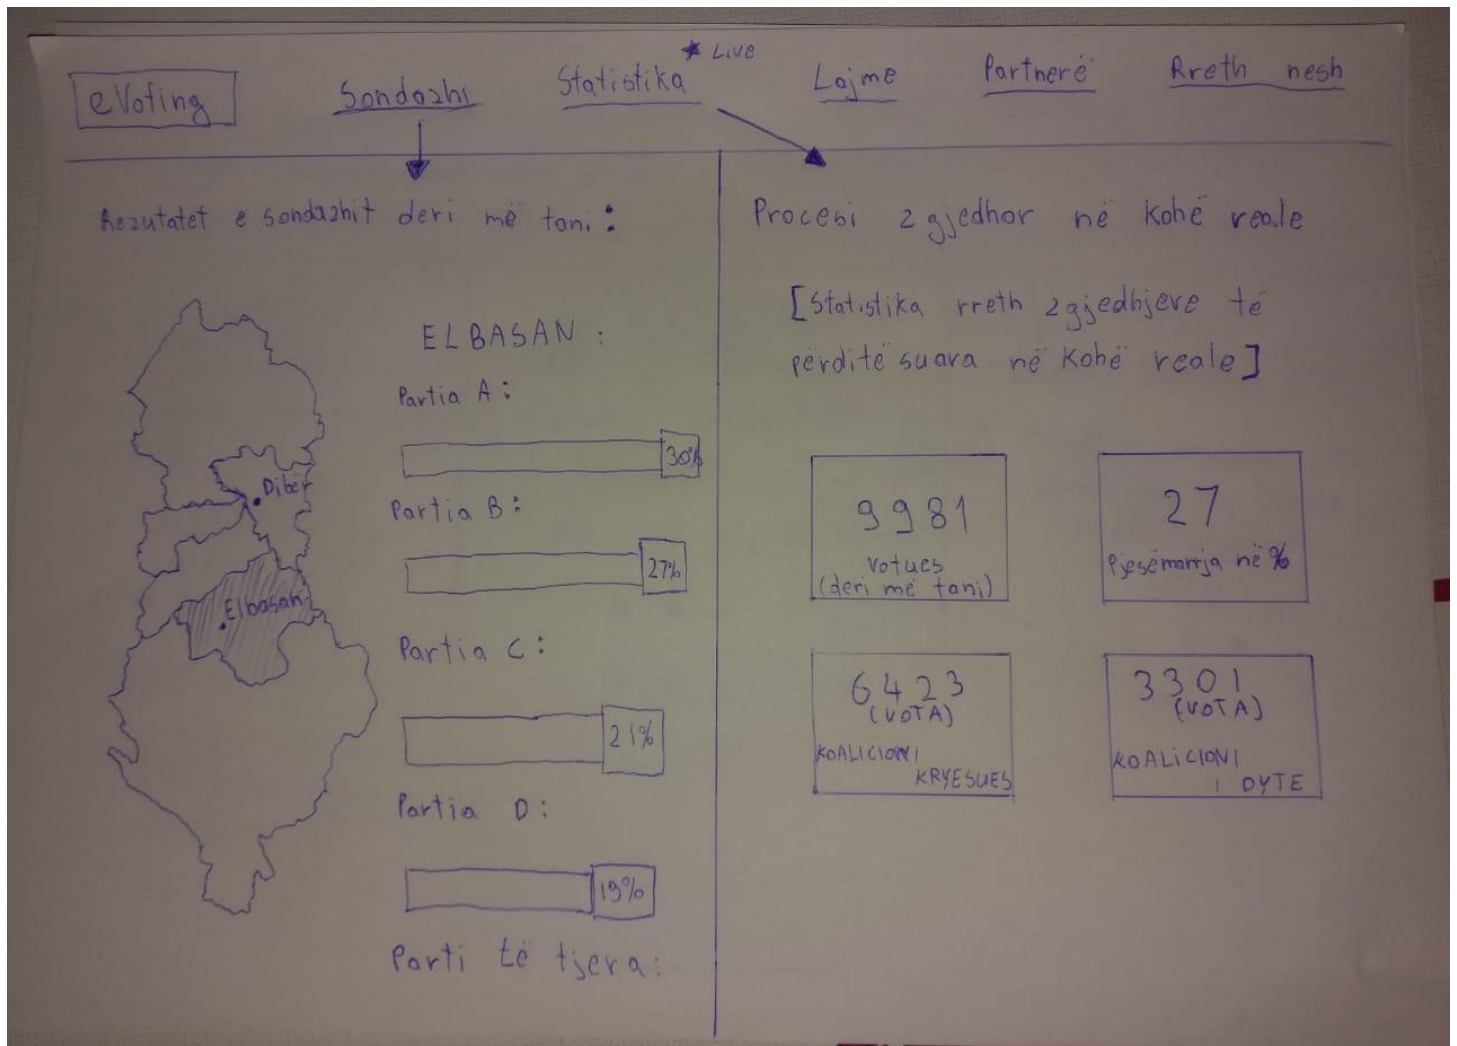 eVoting
Sondazhi
Statistika
* Live
Lajme
Partnerë
Rreth nesh
Rezutatet e sondazhit deri më tani:
Dibër
Elbasan
ELBASAN :
Partia A:
30%
Partia B:
27%
Partia C:
21%
Partia D:
19%
Parti të tjera:
Procesi zgjedhor në kohë reale
[Statistika rreth zgjedhjeve të
përditësuara në kohë reale]
9981
votues
(deri më tani)
27
Pjesëmarrja në %
6423
(VOTA)
KOALICIONI
KRYESUES
3301
(VOTA)
KOALICIONI
I DYTE